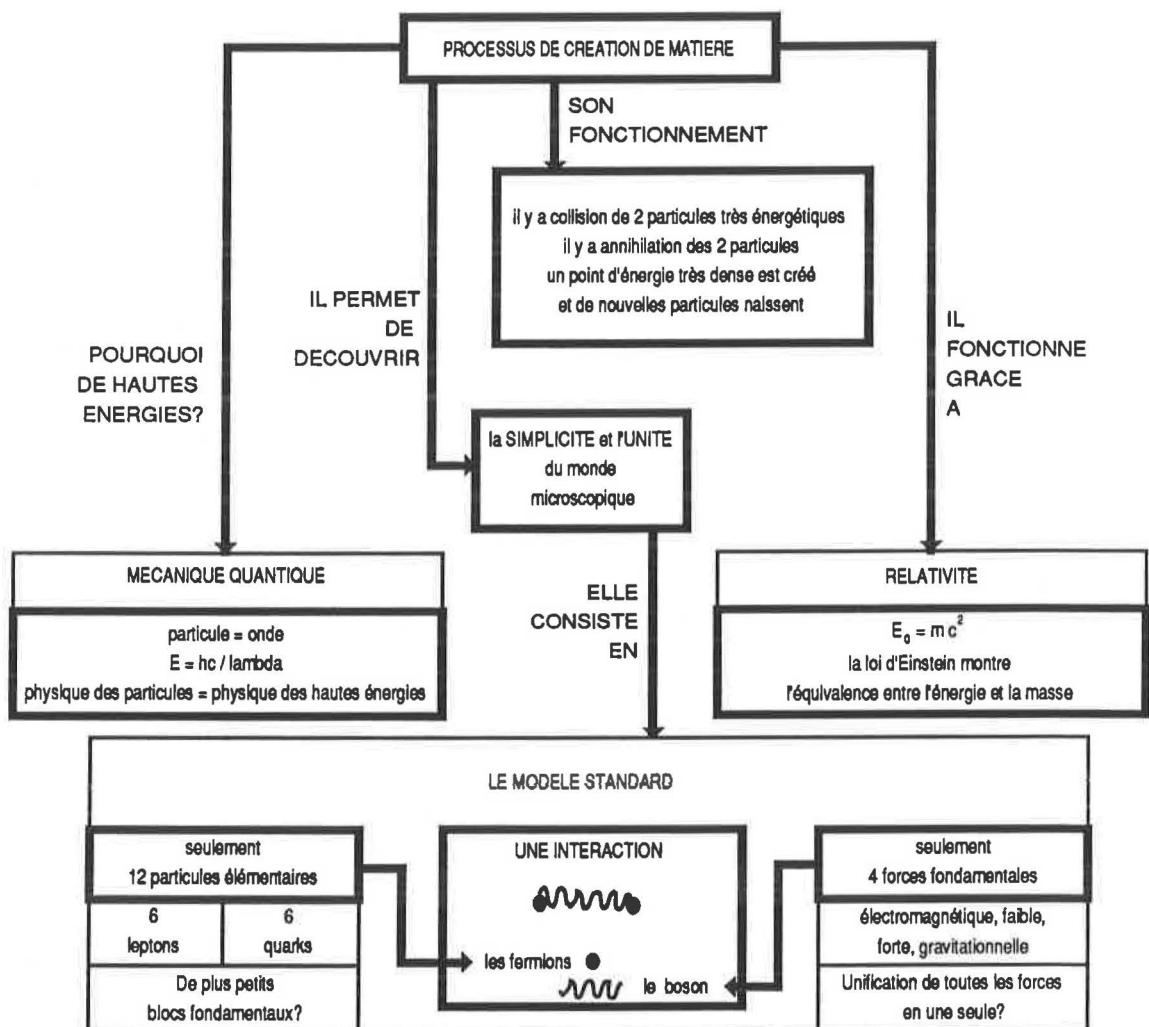 PROCESSUS DE CREATION DE MATIERE
SON
FONCTIONNEMENT
il y a collision de 2 particules très énergétiques
il y a annihilation des 2 particules
un point d'énergie très dense est créé
et de nouvelles particules naissent
IL PERMET
DE
DECOUVRIR
POURQUOI
DE HAUTES
ENERGIES?
IL
FONCTIONNE
GRACE
A
la SIMPLICITE et l'UNITE
du monde
microscopique
MECANIQUE QUANTIQUE
particule = onde
E = hc / lambda
physique des particules = physique des hautes énergies
ELLE
CONSISTE
EN
RELATIVITE
E₀ = m c²
la loi d'Einstein montre
l'équivalence entre l'énergie et la masse
LE MODELE STANDARD
seulement
12 particules élémentaires
6
leptons
6
quarks
De plus petits
blocs fondamentaux?
UNE INTERACTION
les fermions
le boson
seulement
4 forces fondamentales
électromagnétique, faible,
forte, gravitationnelle
Unification de toutes les forces
en une seule?